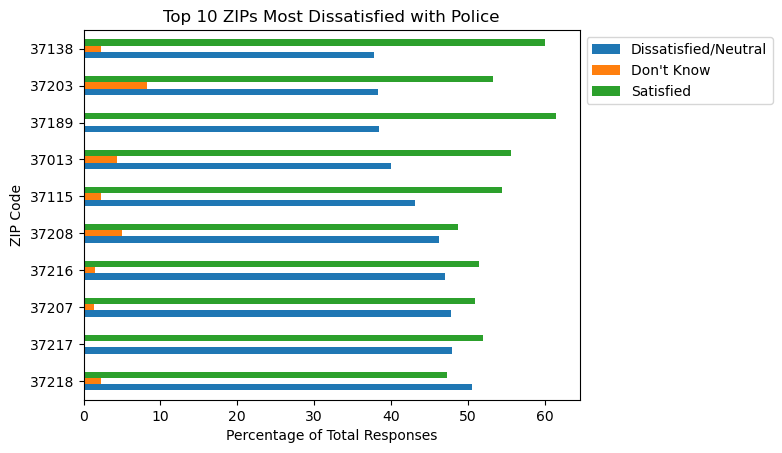 Top 10 ZIPs Most Dissatisfied with Police
Dissatisfied/Neutral
Don't Know
Satisfied
ZIP Code
37138
37203
37189
37013
37115
37208
37216
37207
37217
37218
0 10 20 30 40 50 60
Percentage of Total Responses